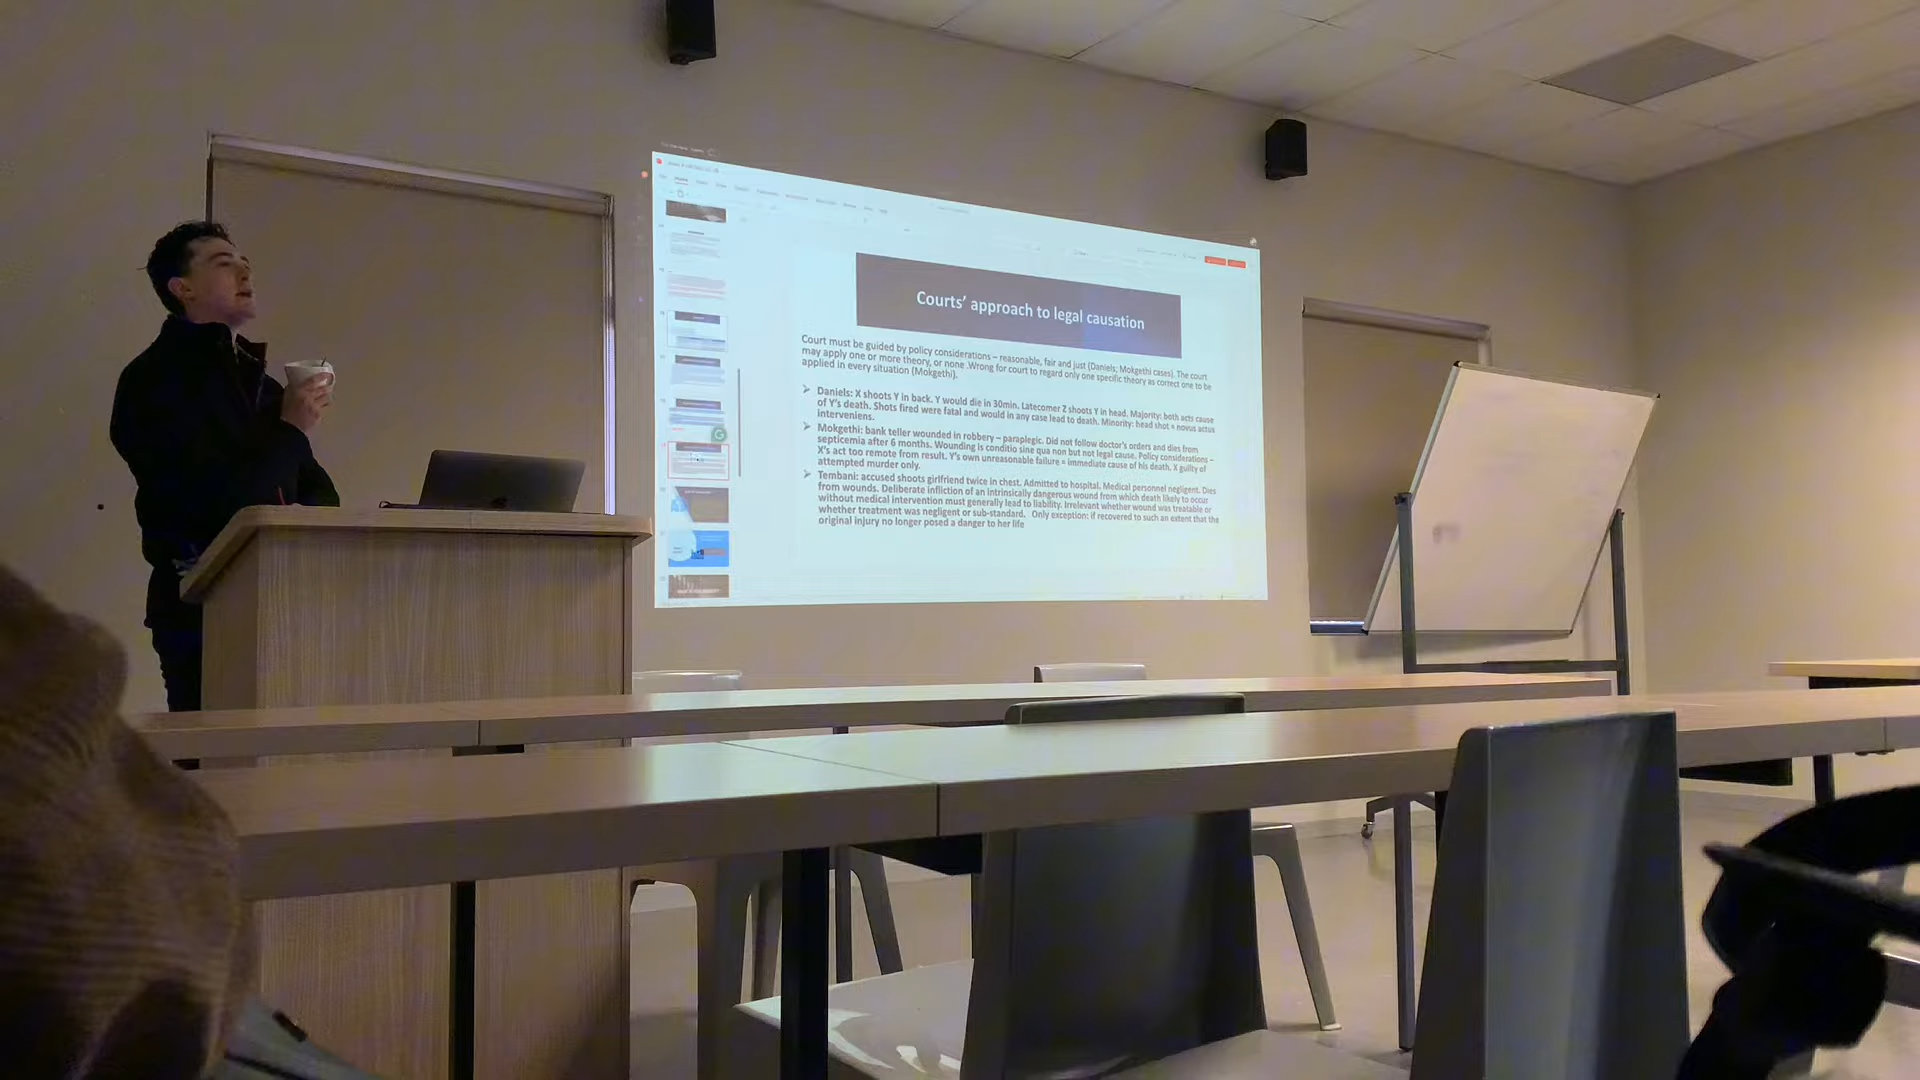 Courts' approach to legal causation
Court must be guided by policy considerations – reasonable, fair and just (Daniels; Mokgethi cases). The court
may apply one or more theory, or none .Wrong for court to regard only one specific theory as correct one to be
applied in every situation (Mokgethi).
➢ Daniels: X shoots Y in back. Y would die in 30min. Latecomer Z shoots Y in head. Majority: both acts cause
of Y's death. Shots fired were fatal and would in any case lead to death. Minority: head shot = novus actus
interveniens.
➢ Mokgethi: bank teller wounded in robbery – paraplegic. Did not follow doctor's orders and dies from
septicemia after 6 months. Wounding is conditio sine qua non but not legal cause. Policy considerations –
X's act too remote from result. Y's own unreasonable failure = immediate cause of his death. X guilty of
attempted murder only.
➢ Tembani: accused shoots girlfriend twice in chest. Admitted to hospital. Medical personnel negligent. Dies
from wounds. Deliberate infliction of an intrinsically dangerous wound from which death likely to occur
without medical intervention must generally lead to liability. Irrelevant whether wound was treatable or
whether treatment was negligent or sub-standard. Only exception: if recovered to such an extent that the
original injury no longer posed a danger to her life